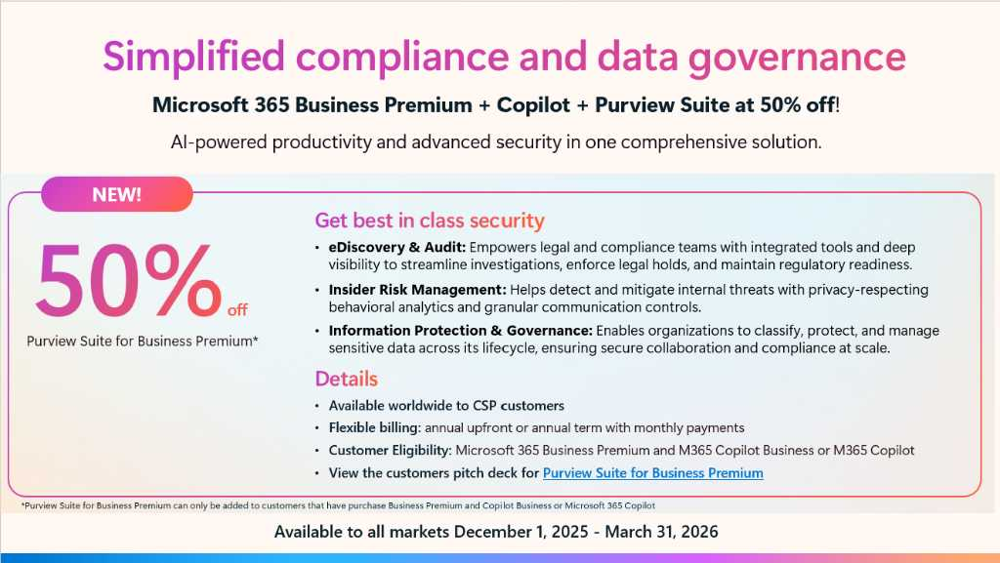 Simplified compliance and data governance
Microsoft 365 Business Premium + Copilot + Purview Suite at 50% off!
AI-powered productivity and advanced security in one comprehensive solution.
NEW!
50% off
Purview Suite for Business Premium*
Get best in class security
• eDiscovery & Audit: Empowers legal and compliance teams with integrated tools and deep
visibility to streamline investigations, enforce legal holds, and maintain regulatory readiness.
• Insider Risk Management: Helps detect and mitigate internal threats with privacy-respecting
behavioral analytics and granular communication controls.
• Information Protection & Governance: Enables organizations to classify, protect, and manage
sensitive data across its lifecycle, ensuring secure collaboration and compliance at scale.
Details
• Available worldwide to CSP customers
• Flexible billing: annual upfront or annual term with monthly payments
• Customer Eligibility: Microsoft 365 Business Premium and M365 Copilot Business or M365 Copilot
• View the customers pitch deck for Purview Suite for Business Premium
*Purview Suite for Business Premium can only be added to customers that have purchase Business Premium and Copilot Business or Microsoft 365 Copilot
Available to all markets December 1, 2025 - March 31, 2026